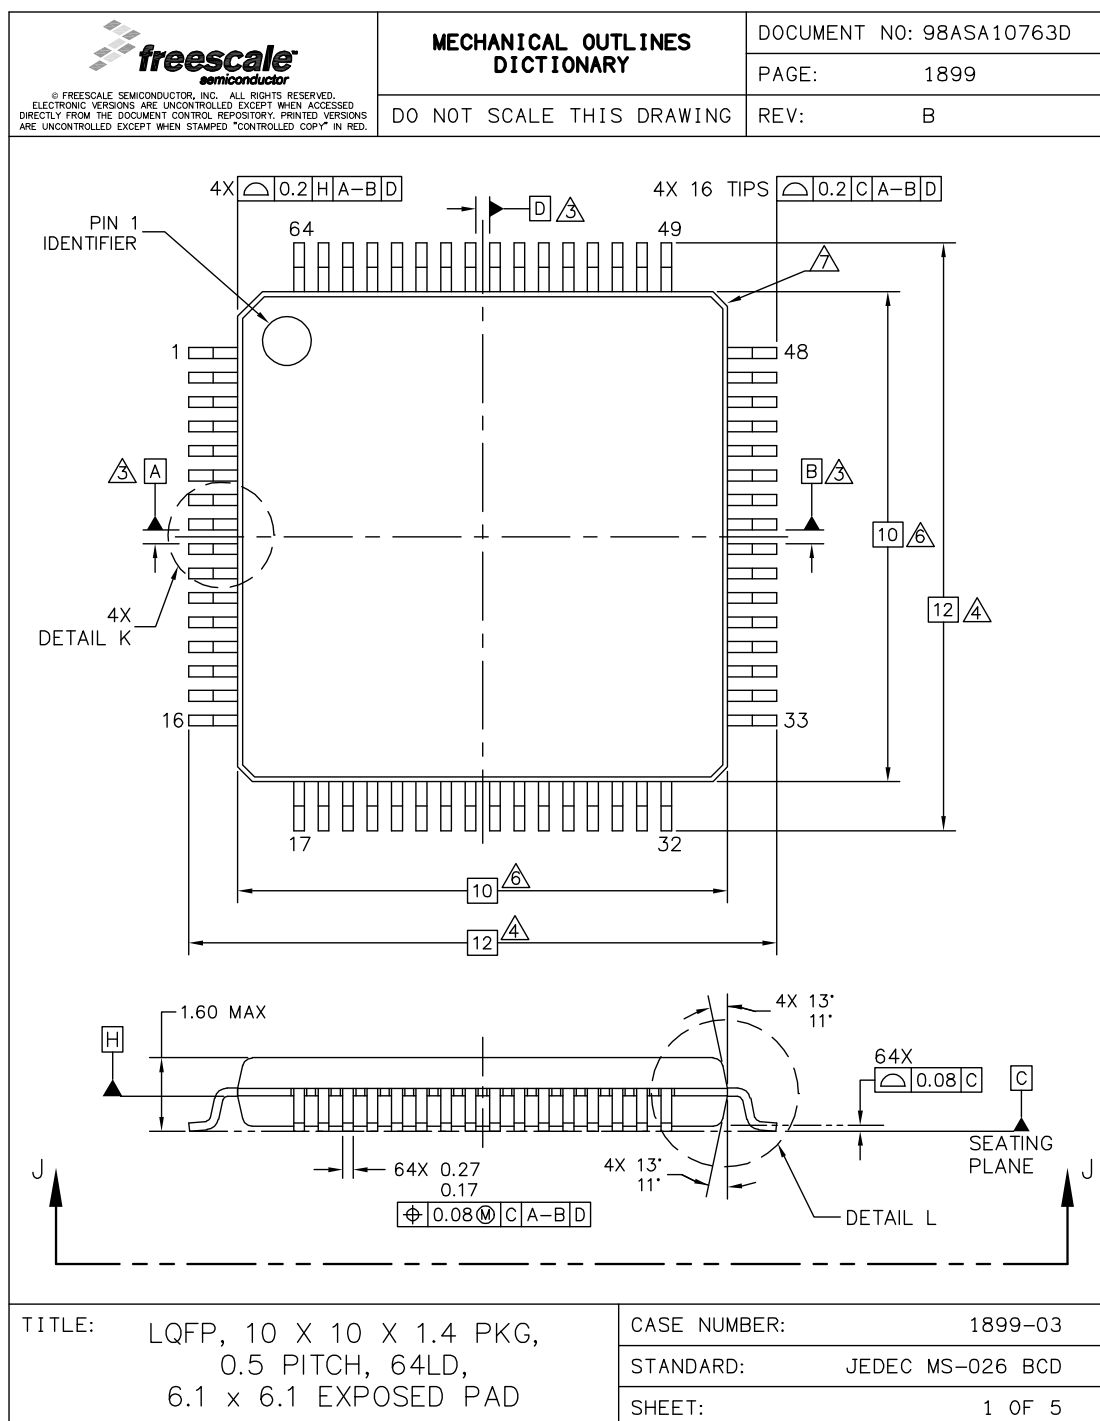 freescale™
semiconductor
© FREESCALE SEMICONDUCTOR, INC. ALL RIGHTS RESERVED.
ELECTRONIC VERSIONS ARE UNCONTROLLED EXCEPT WHEN ACCESSED
DIRECTLY FROM THE DOCUMENT CONTROL REPOSITORY. PRINTED VERSIONS
ARE UNCONTROLLED EXCEPT WHEN STAMPED "CONTROLLED COPY" IN RED.
MECHANICAL OUTLINES
DICTIONARY
DO NOT SCALE THIS DRAWING
DOCUMENT NO: 98ASA10763D
PAGE: 1899
REV: B
4X ⌓ 0.2 H A-B D
4X 16 TIPS ⌓ 0.2 C A-B D
D 3
PIN 1
IDENTIFIER
64 49
7
1 48
3 A
B 3
10 6
4X
DETAIL K
12 4
16 33
17 32
10 6
12 4
1.60 MAX
4X 13°
11°
H
64X
⌓ 0.08 C
C
SEATING
PLANE
64X 0.27
0.17
⌖ 0.08 Ⓜ C A-B D
4X 13°
11°
J J
DETAIL L
TITLE:
LQFP, 10 X 10 X 1.4 PKG,
0.5 PITCH, 64LD,
6.1 x 6.1 EXPOSED PAD
CASE NUMBER: 1899-03
STANDARD: JEDEC MS-026 BCD
SHEET: 1 OF 5